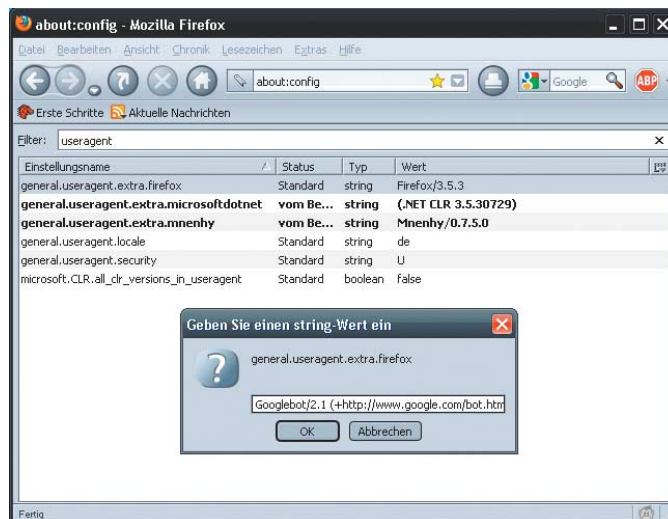 about:config - Mozilla Firefox
Datei Bearbeiten Ansicht Chronik Lesezeichen Extras Hilfe
about:config
Google
ABP
Erste Schritte Aktuelle Nachrichten
Filter: useragent
Einstellungsname Status Typ Wert
general.useragent.extra.firefox Standard string Firefox/3.5.3
general.useragent.extra.microsoftdotnet vom Be... string (.NET CLR 3.5.30729)
general.useragent.extra.mnenhy vom Be... string Mnenhy/0.7.5.0
general.useragent.locale Standard string de
general.useragent.security Standard string U
microsoft.CLR.all_clr_versions_in_useragent Standard boolean false
Geben Sie einen string-Wert ein
general.useragent.extra.firefox
Googlebot/2.1 (+http://www.google.com/bot.htm
OK Abbrechen
Fertig